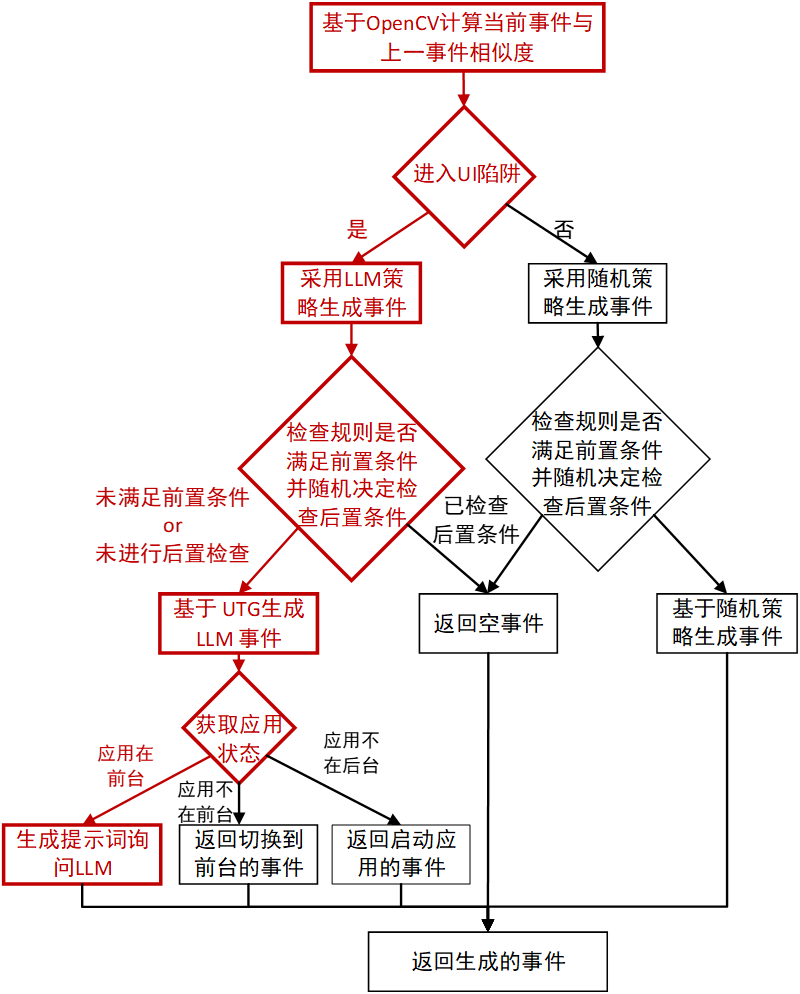 基于OpenCV计算当前事件与
上一事件相似度
进入UI陷阱
是
否
采用LLM策
略生成事件
采用随机策
略生成事件
检查规则是否
满足前置条件
并随机决定检
查后置条件
检查规则是否
满足前置条件
并随机决定检
查后置条件
未满足前置条件
or
未进行后置检查
已检查
后置条件
基于 UTG生成
LLM 事件
返回空事件
基于随机策
略生成事件
获取应用
状态
应用在
前台
应用不
在前台
应用不
在后台
生成提示词询
问LLM
返回切换到
前台的事件
返回启动应
用的事件
返回生成的事件